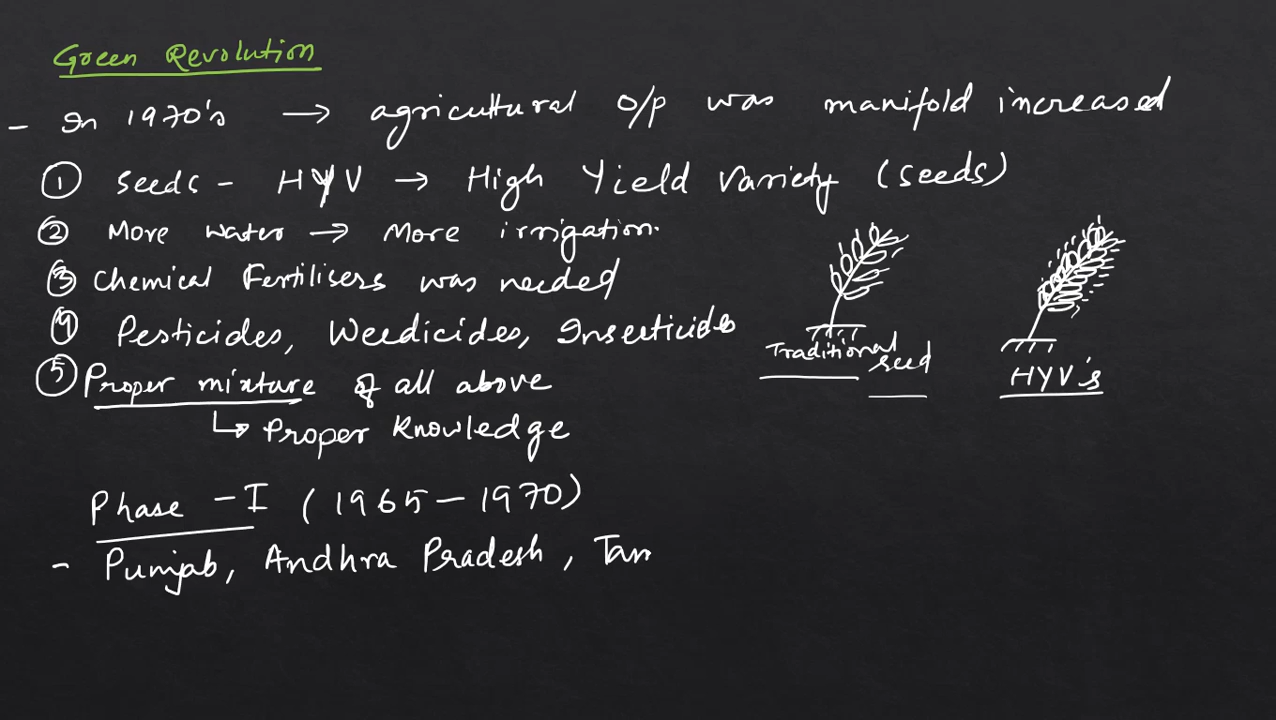 Green Revolution
- In 1970's → agricultural o/p was manifold increased
① Seeds - HYV → High Yield Variety (seeds)
② More water → More irrigation.
③ Chemical Fertilisers was needed
④ Pesticides, Weedicides, Insecticides
⑤ Proper mixture of all above
↳ Proper Knowledge
Traditional
seed
HYV's
Phase - I (1965 - 1970)
- Punjab, Andhra Pradesh, Tam